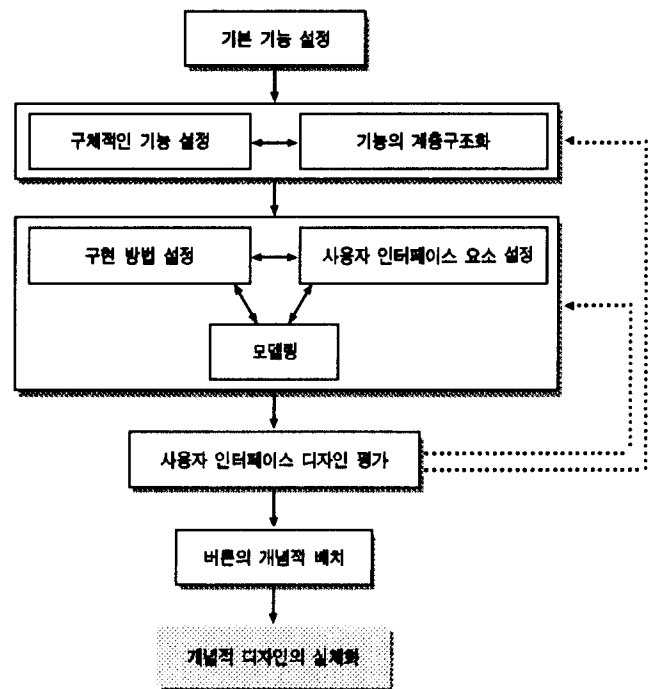 기본 기능 설정
구체적인 기능 설정
기능의 계층구조화
구현 방법 설정
사용자 인터페이스 요소 설정
모델링
사용자 인터페이스 디자인 평가
버튼의 개념적 배치
개념적 디자인의 실체화